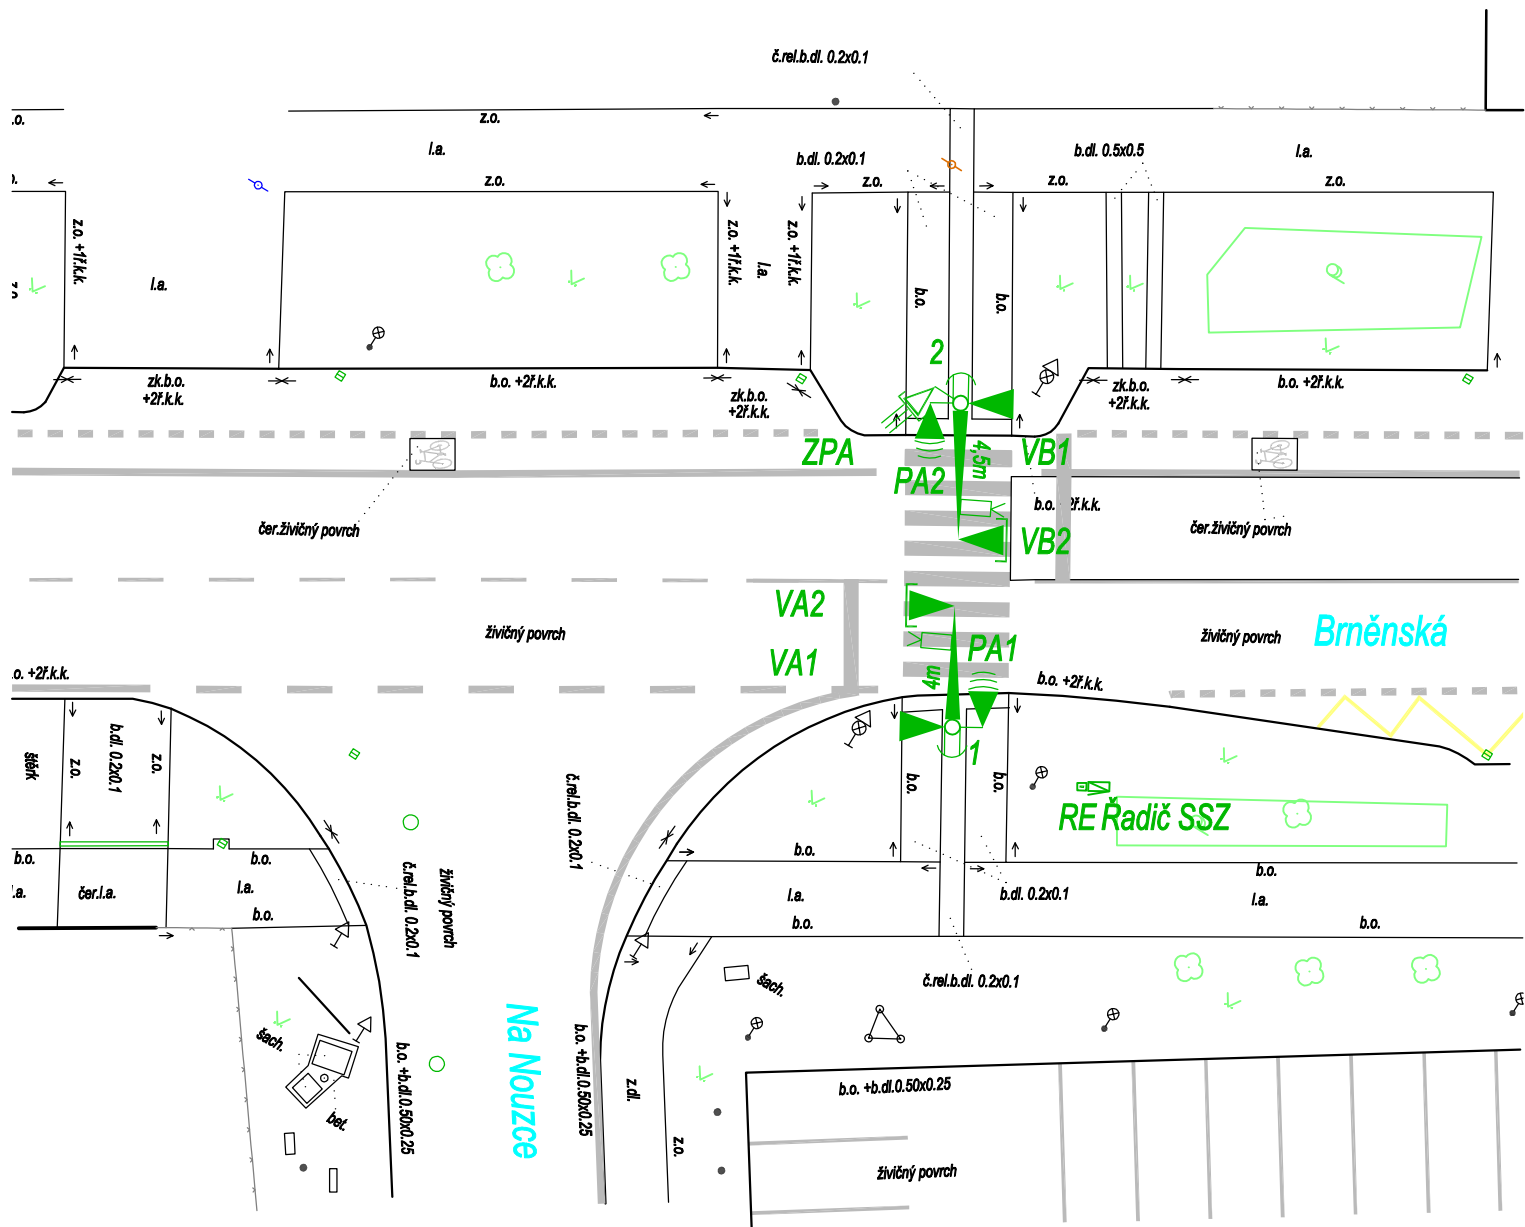 č.rel.b.dl. 0.2x0.1
z.o.
.o.
l.a.
b.dl. 0.2x0.1
b.dl. 0.5x0.5
l.a.
z.o.
z.o.
z.o.
z.o.
z.o. +1ř.k.k.
z.o. +1ř.k.k.
l.a.
z.o. +1ř.k.k.
l.a.
b.o.
b.o.
2
zk.b.o.
+2ř.k.k.
b.o. +2ř.k.k.
zk.b.o.
+2ř.k.k.
zk.b.o.
+2ř.k.k.
b.o. +2ř.k.k.
ZPA
PA2
4,5m
VB1
b.o. +2ř.k.k.
čer.živičný povrch
VB2
čer.živičný povrch
VA2
živičný povrch
živičný povrch
Brněnská
VA1
PA1
4m
.o. +2ř.k.k.
b.o. +2ř.k.k.
štěrk
z.o.
b.dl. 0.2x0.1
z.o.
1
b.o.
b.o.
č.rel.b.dl. 0.2x0.1
RE Řadič SSZ
b.o.
b.o.
b.o.
b.o.
.a.
čer.l.a.
l.a.
b.o.
č.rel.b.dl. 0.2x0.1
živičný povrch
l.a.
b.o.
b.dl. 0.2x0.1
l.a.
b.o.
č.rel.b.dl. 0.2x0.1
šach.
šach.
bet.
b.o. +b.dl.0.50x0.25
Na Nouzce
b.o. +b.dl.0.50x0.25
z.dl.
z.o.
b.o. +b.dl.0.50x0.25
živičný povrch